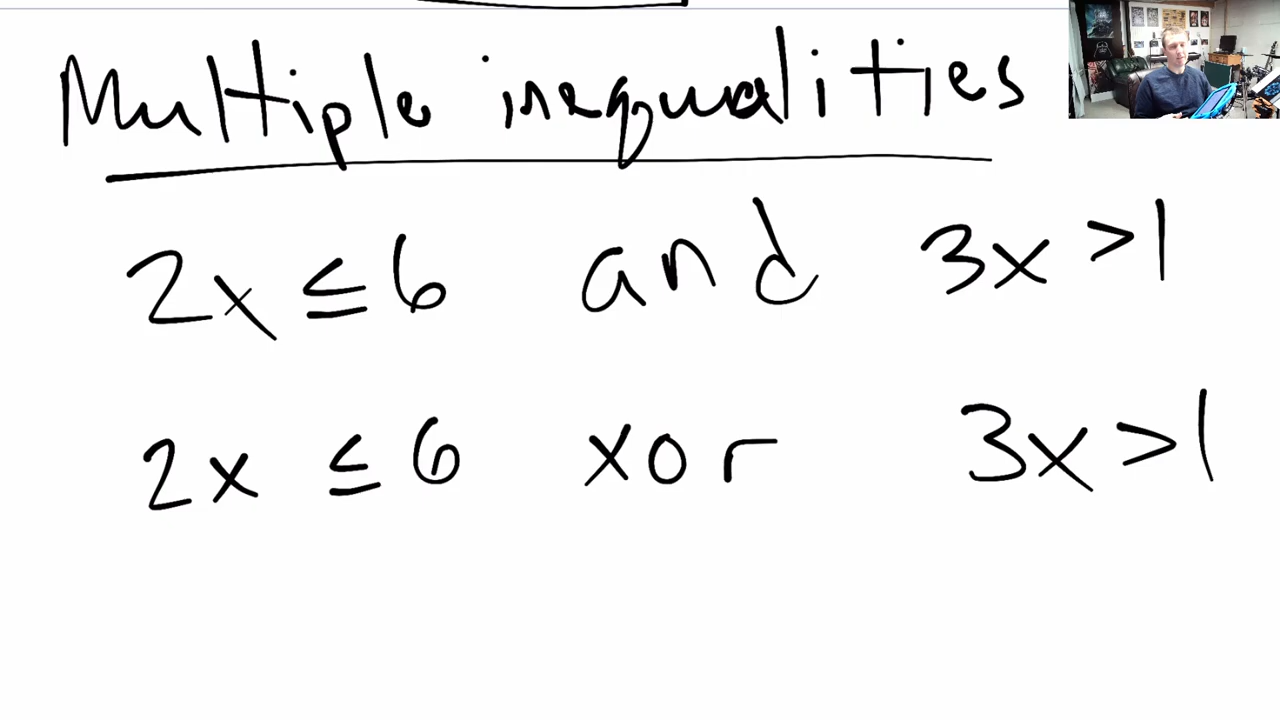 Multiple inequalities
2x ≤ 6 and 3x > 1
2x ≤ 6 xor 3x > 1